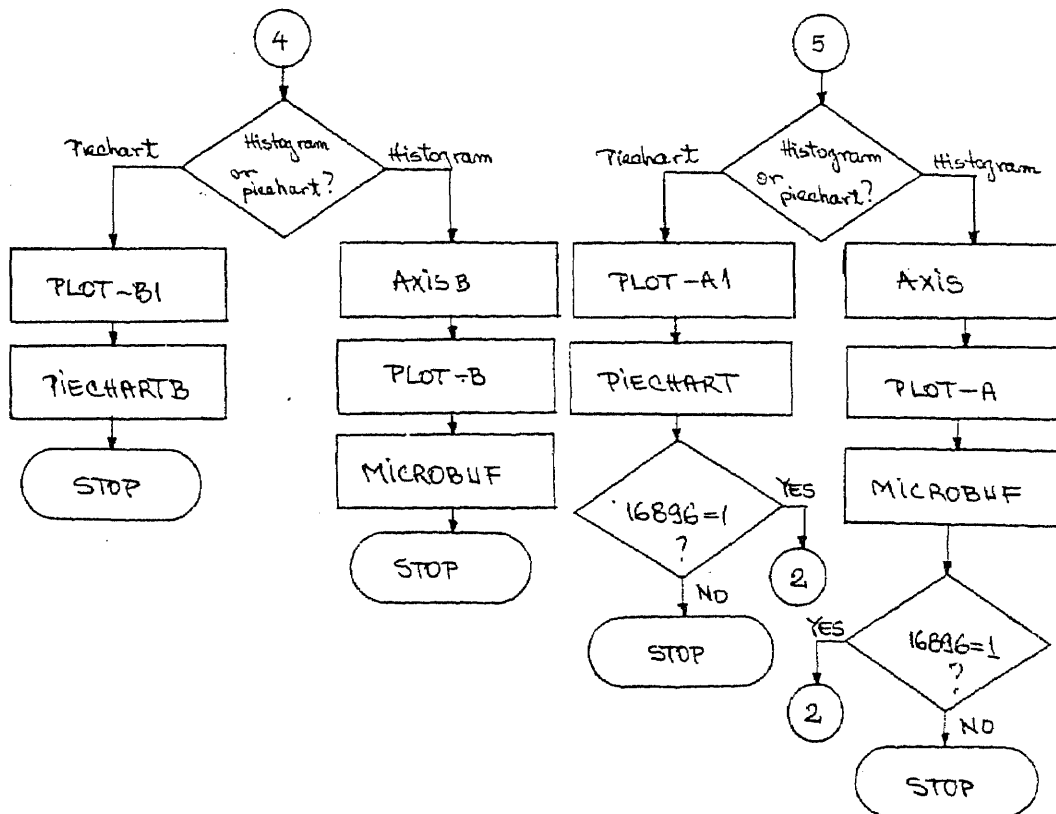 4
Histogram
or
piechart?
Piechart
Histogram
PLOT-B1
PIECHARTB
STOP
AXISB
PLOT-B
MICROBUF
STOP
5
Histogram
or
piechart?
Piechart
Histogram
PLOT-A1
PIECHART
16896=1
?
YES
2
NO
STOP
AXIS
PLOT-A
MICROBUF
16896=1
?
YES
2
NO
STOP